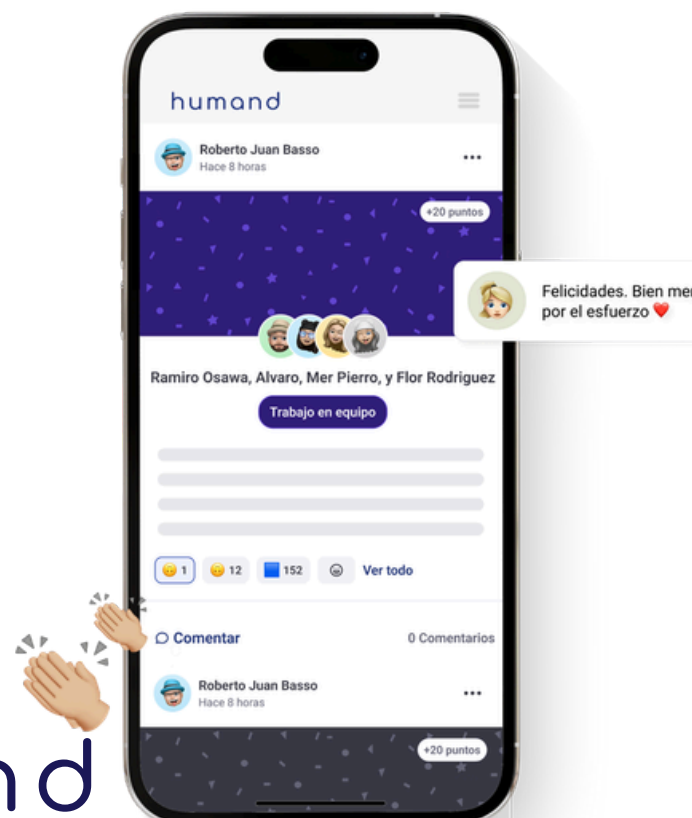 humand
Roberto Juan Basso
Hace 8 horas
+20 puntos
Felicidades. Bien
por el esfuerzo
Ramiro Osawa, Alvaro, Mer Pierro, y Flor Rodriguez
Trabajo en equipo
1
12
152
Ver todo
Comentar
0 Comentarios
Roberto Juan Basso
Hace 8 horas
+20 puntos
nd